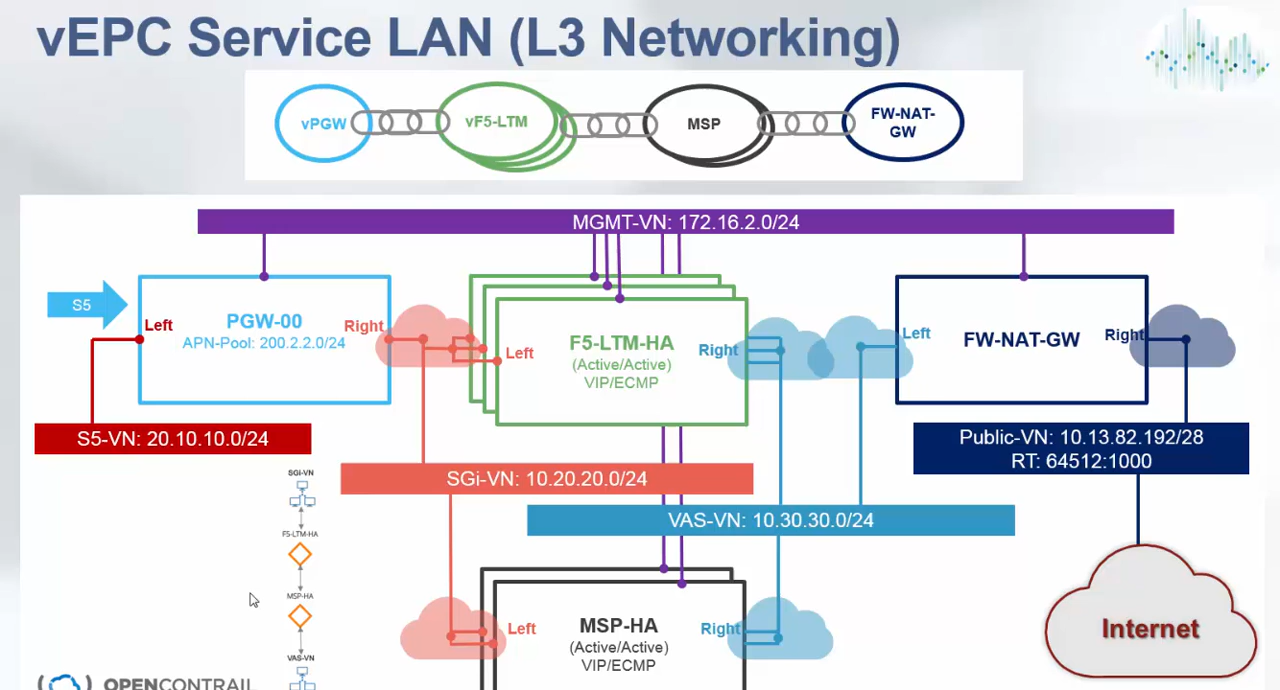 vEPC Service LAN (L3 Networking)
vPGW
vF5-LTM
MSP
FW-NAT-
GW
MGMT-VN: 172.16.2.0/24
S5
Left
PGW-00
APN-Pool: 200.2.2.0/24
Right
Left
F5-LTM-HA
(Active/Active)
VIP/ECMP
Right
Left
FW-NAT-GW
Right
S5-VN: 20.10.10.0/24
Public-VN: 10.13.82.192/28
RT: 64512:1000
SGi-VN: 10.20.20.0/24
VAS-VN: 10.30.30.0/24
SGI-VN
F5-LTM-HA
MSP-HA
VAS-VN
Left
MSP-HA
(Active/Active)
VIP/ECMP
Right
Internet
OPENCONTRAIL